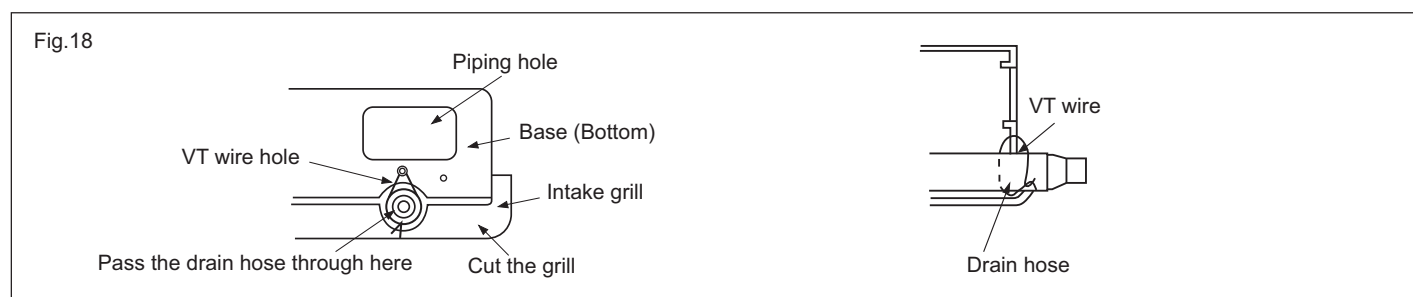 Fig.18
Piping hole
VT wire hole
Base (Bottom)
Intake grill
Pass the drain hose through here
Cut the grill
VT wire
Drain hose